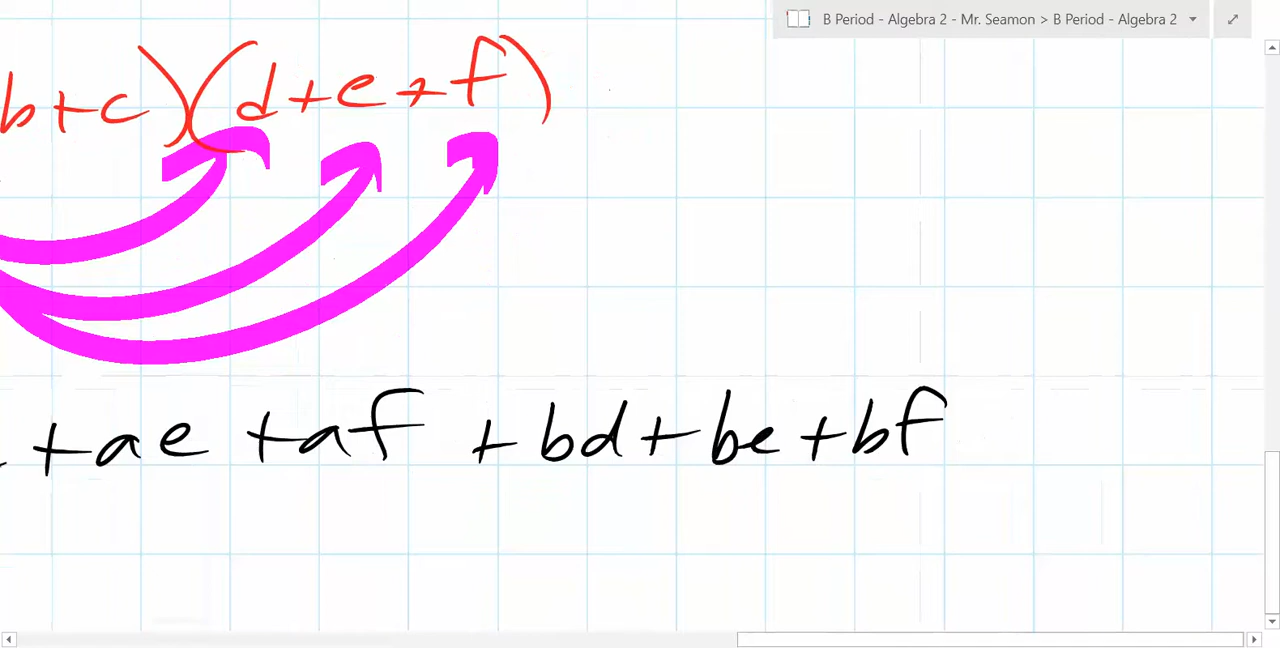 B Period - Algebra 2 - Mr. Seamon > B Period - Algebra 2
b+c)(d+e+f)
+ae +af +bd+be+bf